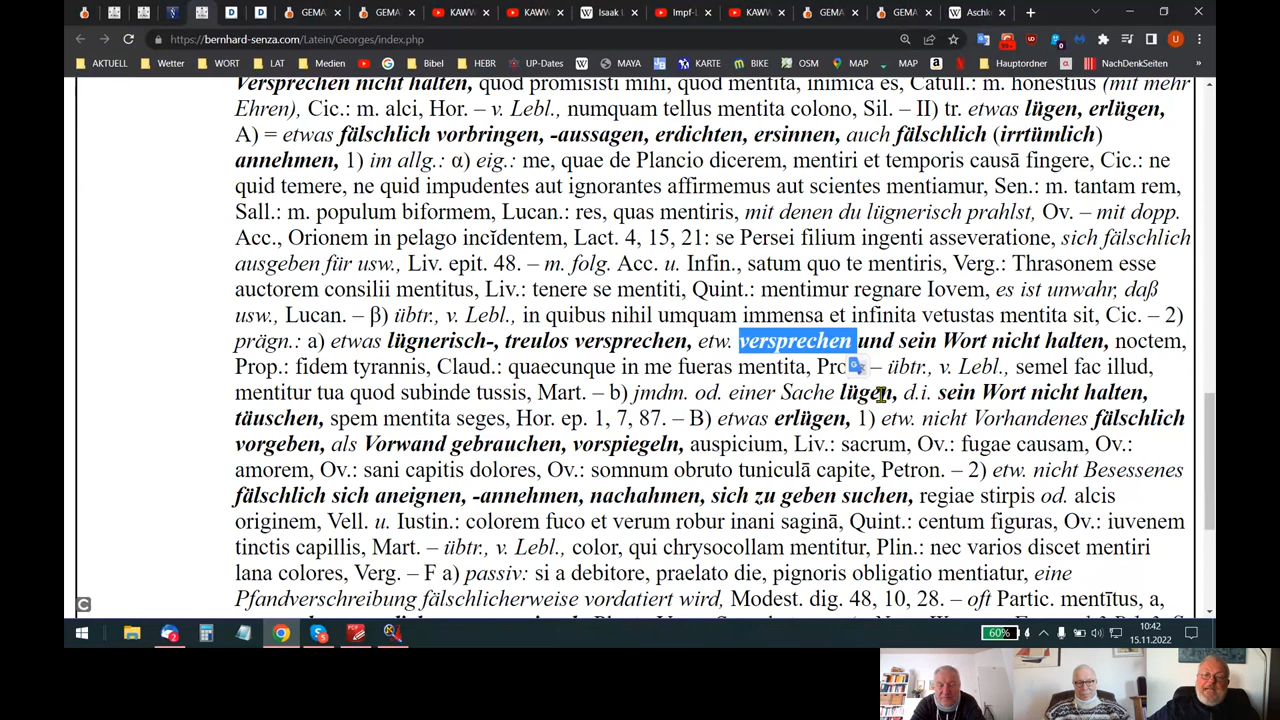 GEMA
GEMA
KAWW
KAWW
Isaak L
Impf-L
KAWW
GEMA
GEMA
Aschk
https://bernhard-senza.com/Latein/Georges/index.php
AKTUELL Wetter WORT LAT Medien Bibel HEBR UP-Dates MAYA KARTE BIKE OSM MAP Hauptordner NachDenkSeiten
Versprechen nicht halten, quod promisisti mihi, quod mentita, inimica es, Catull.: m. honestius (mit mehr
Ehren), Cic.: m. alci, Hor. – v. Lebl., numquam tellus mentita colono, Sil. – II) tr. etwas lügen, erlügen,
A) = etwas fälschlich vorbringen, -aussagen, erdichten, ersinnen, auch fälschlich (irrtümlich)
annehmen, 1) im allg.: α) eig.: me, quae de Plancio dicerem, mentiri et temporis causā fingere, Cic.: ne
quid temere, ne quid impudentes aut ignorantes affirmemus aut scientes mentiamur, Sen.: m. tantam rem,
Sall.: m. populum biformem, Lucan.: res, quas mentiris, mit denen du lügnerisch prahlst, Ov. – mit dopp.
Acc., Orionem in pelago incĭdentem, Lact. 4, 15, 21: se Persei filium ingenti asseveratione, sich fälschlich
ausgeben für usw., Liv. epit. 48. – m. folg. Acc. u. Infin., satum quo te mentiris, Verg.: Thrasonem esse
auctorem consilii mentitus, Liv.: tenere se mentiti, Quint.: mentimur regnare Iovem, es ist unwahr, daß
usw., Lucan. – β) übtr., v. Lebl., in quibus nihil umquam immensa et infinita vetustas mentita sit, Cic. – 2)
prägn.: a) etwas lügnerisch-, treulos versprechen, etw. versprechen und sein Wort nicht halten, noctem,
Prop.: fidem tyrannis, Claud.: quaecunque in me fueras mentita, Pro – übtr., v. Lebl., semel fac illud,
mentitur tua quod subinde tussis, Mart. – b) jmdm. od. einer Sache lügen, d.i. sein Wort nicht halten,
täuschen, spem mentita seges, Hor. ep. 1, 7, 87. – B) etwas erlügen, 1) etw. nicht Vorhandenes fälschlich
vorgeben, als Vorwand gebrauchen, vorspiegeln, auspicium, Liv.: sacrum, Ov.: fugae causam, Ov.:
amorem, Ov.: sani capitis dolores, Ov.: somnum obruto tuniculā capite, Petron. – 2) etw. nicht Besessenes
fälschlich sich aneignen, -annehmen, nachahmen, sich zu geben suchen, regiae stirpis od. alcis
originem, Vell. u. Iustin.: colorem fuco et verum robur inani saginā, Quint.: centum figuras, Ov.: iuvenem
tinctis capillis, Mart. – übtr., v. Lebl., color, qui chrysocollam mentitur, Plin.: nec varios discet mentiri
lana colores, Verg. – F a) passiv: si a debitore, praelato die, pignoris obligatio mentiatur, eine
Pfandverschreibung fälschlicherweise vordatiert wird, Modest. dig. 48, 10, 28. – oft Partic. mentītus, a,
60%
10:42
15.11.2022